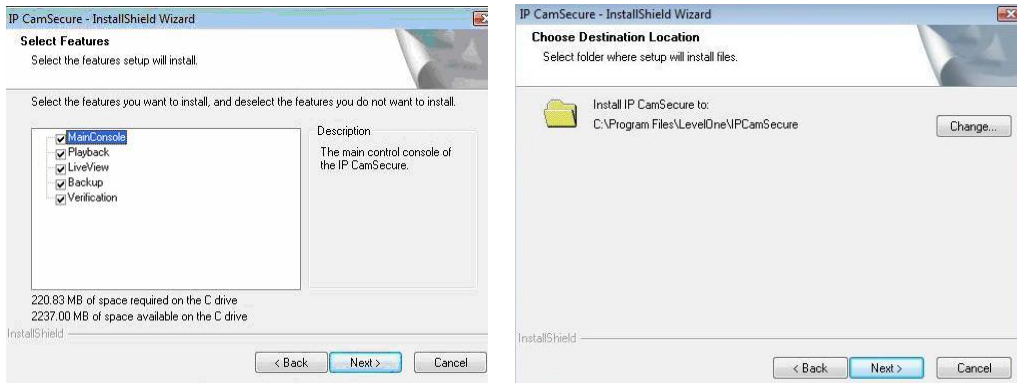 IP CamSecure - InstallShield Wizard
Select Features
Select the features setup will install.
Select the features you want to install, and deselect the features you do not want to install.
MainConsole
Playback
LiveView
Backup
Verification
Description
The main control console of
the IP CamSecure.
220.83 MB of space required on the C drive
2237.00 MB of space available on the C drive
InstallShield
< Back
Next >
Cancel
IP CamSecure - InstallShield Wizard
Choose Destination Location
Select folder where setup will install files.
Install IP CamSecure to:
C:\Program Files\LevelOne\IPCamSecure
Change...
InstallShield
< Back
Next >
Cancel